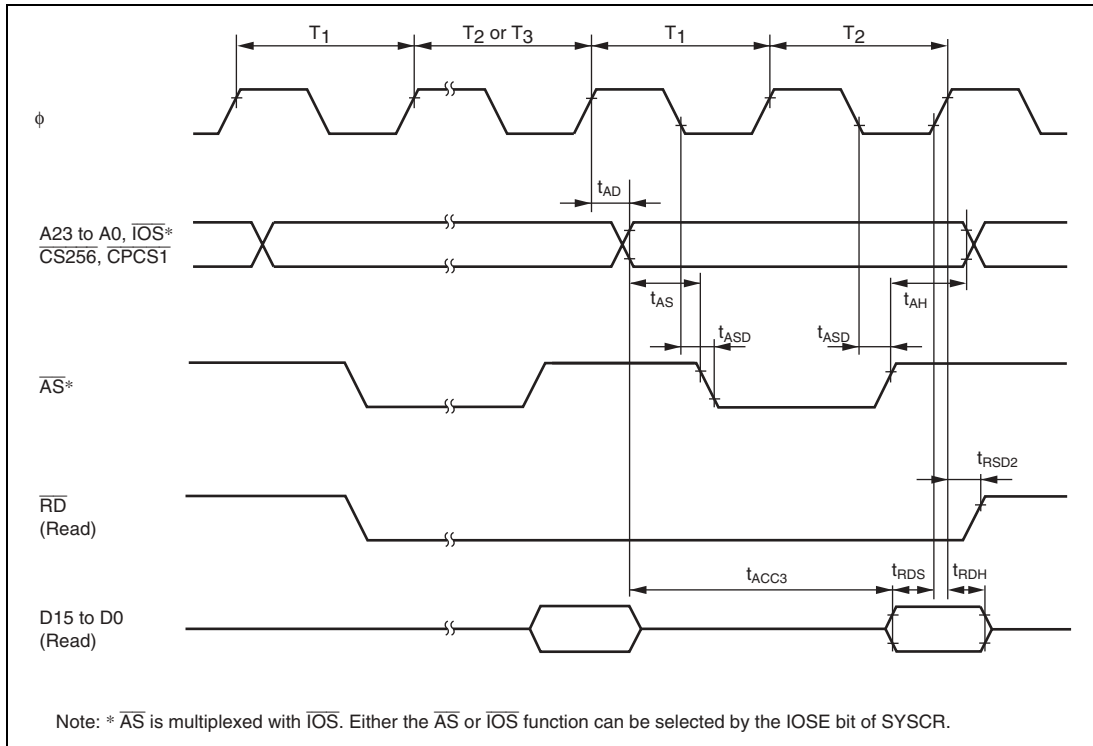 T1 T2 or T3 T1 T2
φ
tAD
A23 to A0, IOS*
CS256, CPCS1
tAS tAH
tASD tASD
AS*
tRSD2
RD
(Read)
tACC3 tRDS tRDH
D15 to D0
(Read)
Note: * AS is multiplexed with IOS. Either the AS or IOS function can be selected by the IOSE bit of SYSCR.